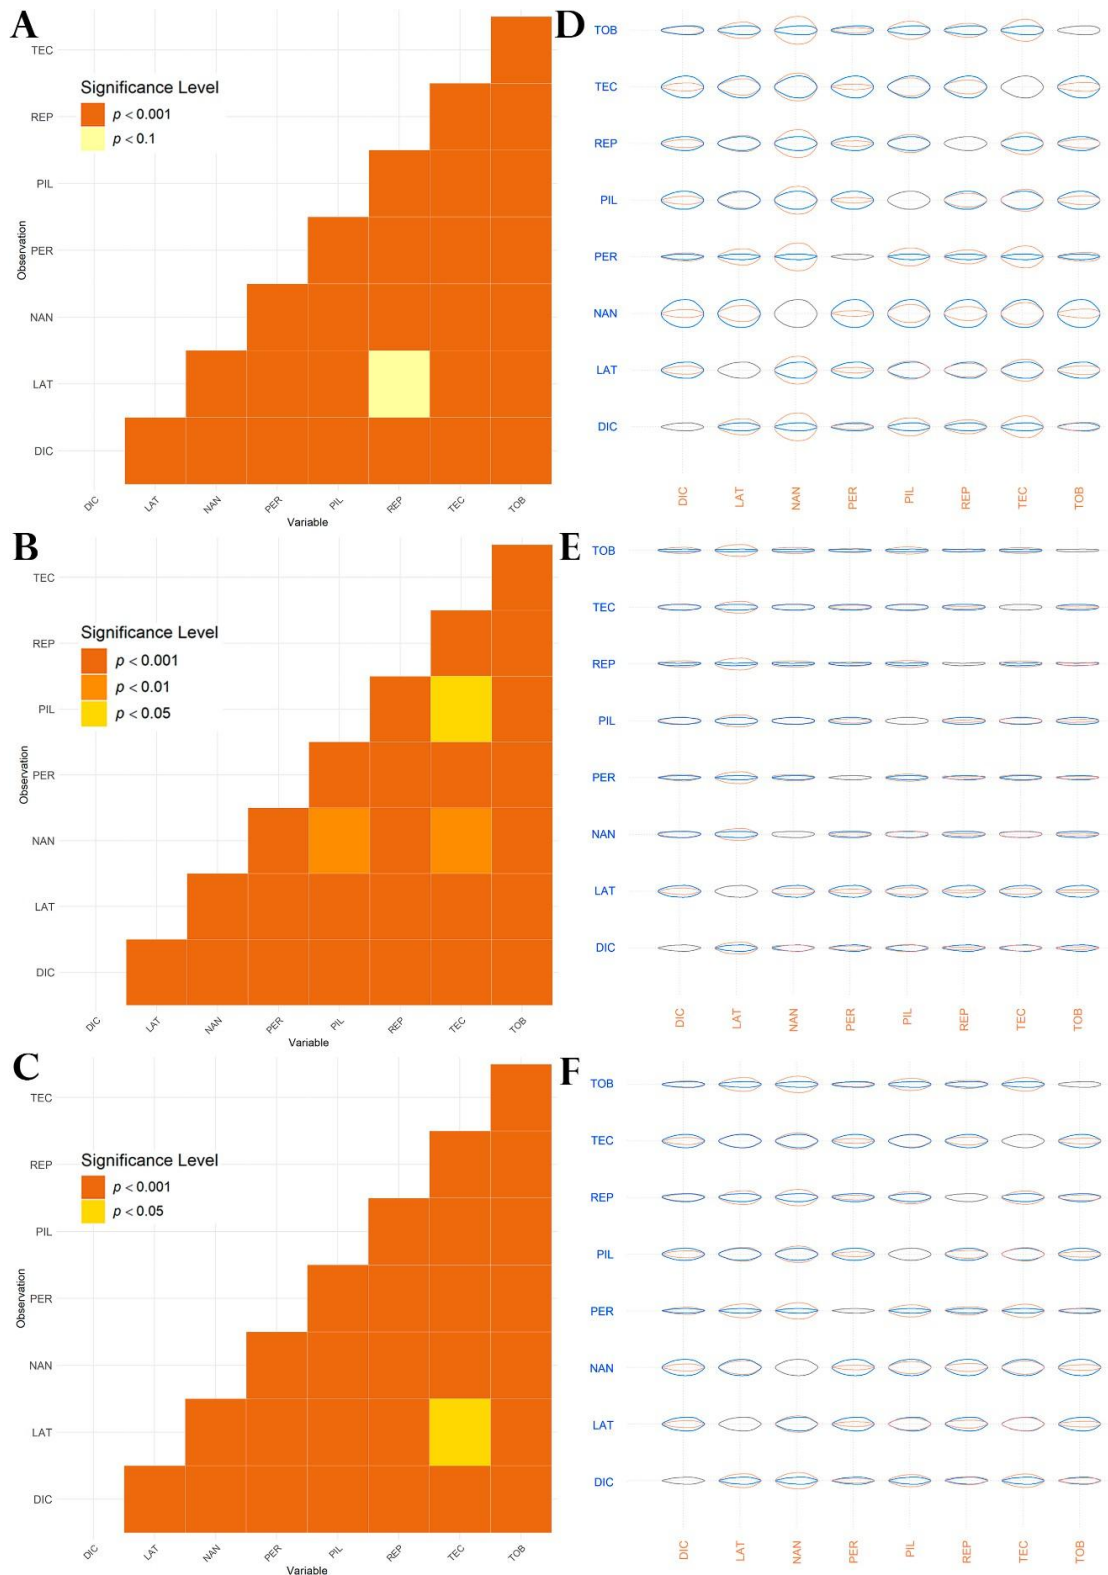 A
Significance Level
p < 0.001
p < 0.1
TEC
REP
PIL
PER
NAN
LAT
DIC
Observation
DIC LAT NAN PER PIL REP TEC TOB
Variable
D
TOB
TEC
REP
PIL
PER
NAN
LAT
DIC
DIC LAT NAN PER PIL REP TEC TOB
B
Significance Level
p < 0.001
p < 0.01
p < 0.05
TEC
REP
PIL
PER
NAN
LAT
DIC
Observation
DIC LAT NAN PER PIL REP TEC TOB
Variable
E
TOB
TEC
REP
PIL
PER
NAN
LAT
DIC
DIC LAT NAN PER PIL REP TEC TOB
C
Significance Level
p < 0.001
p < 0.05
TEC
REP
PIL
PER
NAN
LAT
DIC
Observation
DIC LAT NAN PER PIL REP TEC TOB
Variable
F
TOB
TEC
REP
PIL
PER
NAN
LAT
DIC
DIC LAT NAN PER PIL REP TEC TOB